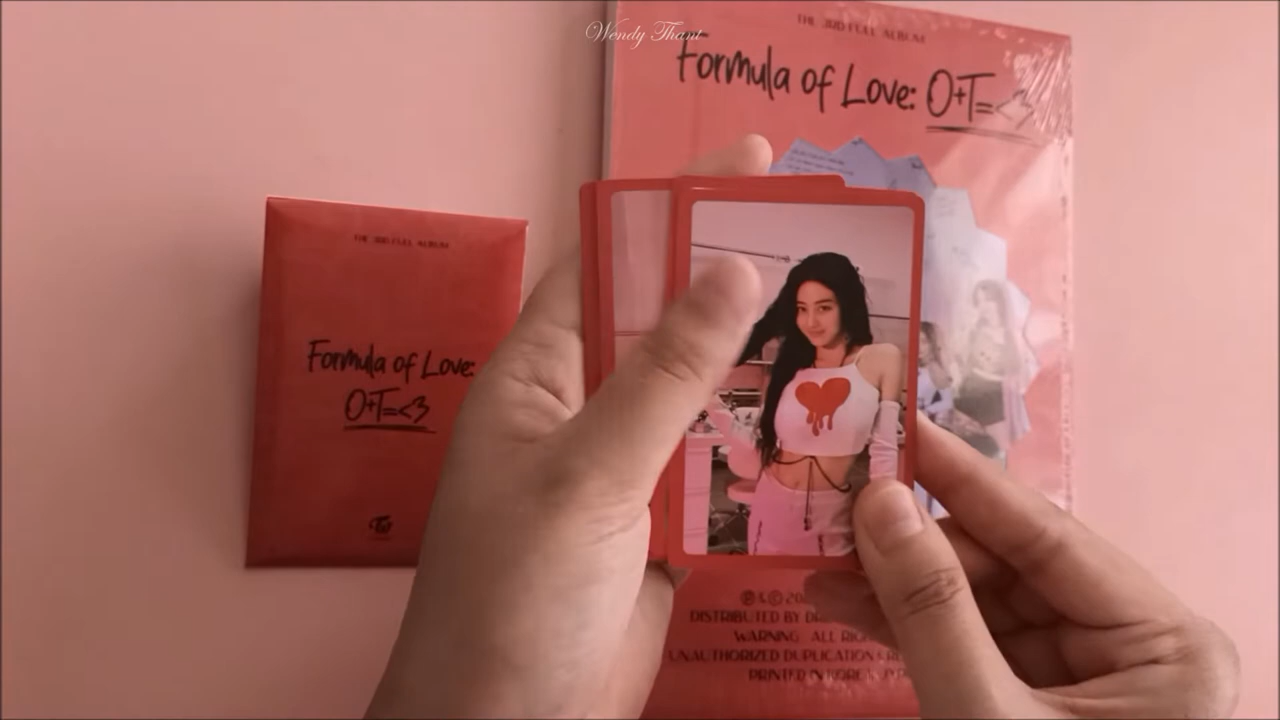 Wendy Thant
THE 3RD FULL ALBUM
Formula of Love: O+T=<3
THE 3RD FULL ALBUM
Formula of Love:
O+T=<3
DISTRIBUTED BY
WARNING ALL
UNAUTHORIZED DUPLICATION
PRINTED IN KOREA